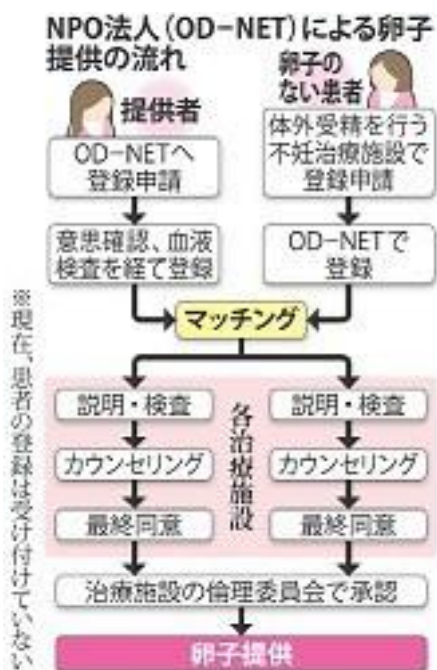 NPO法人(OD−NET)による卵子
提供の流れ
提供者
卵子の
ない患者
OD−NETへ
登録申請
体外受精を行う
不妊治療施設で
登録申請
意思確認、血液
検査を経て登録
OD−NETで
登録
マッチング
説明・検査
説明・検査
各治療施設
カウンセリング
カウンセリング
最終同意
最終同意
治療施設の倫理委員会で承認
卵子提供
※現在、患者の登録は受け付けていない